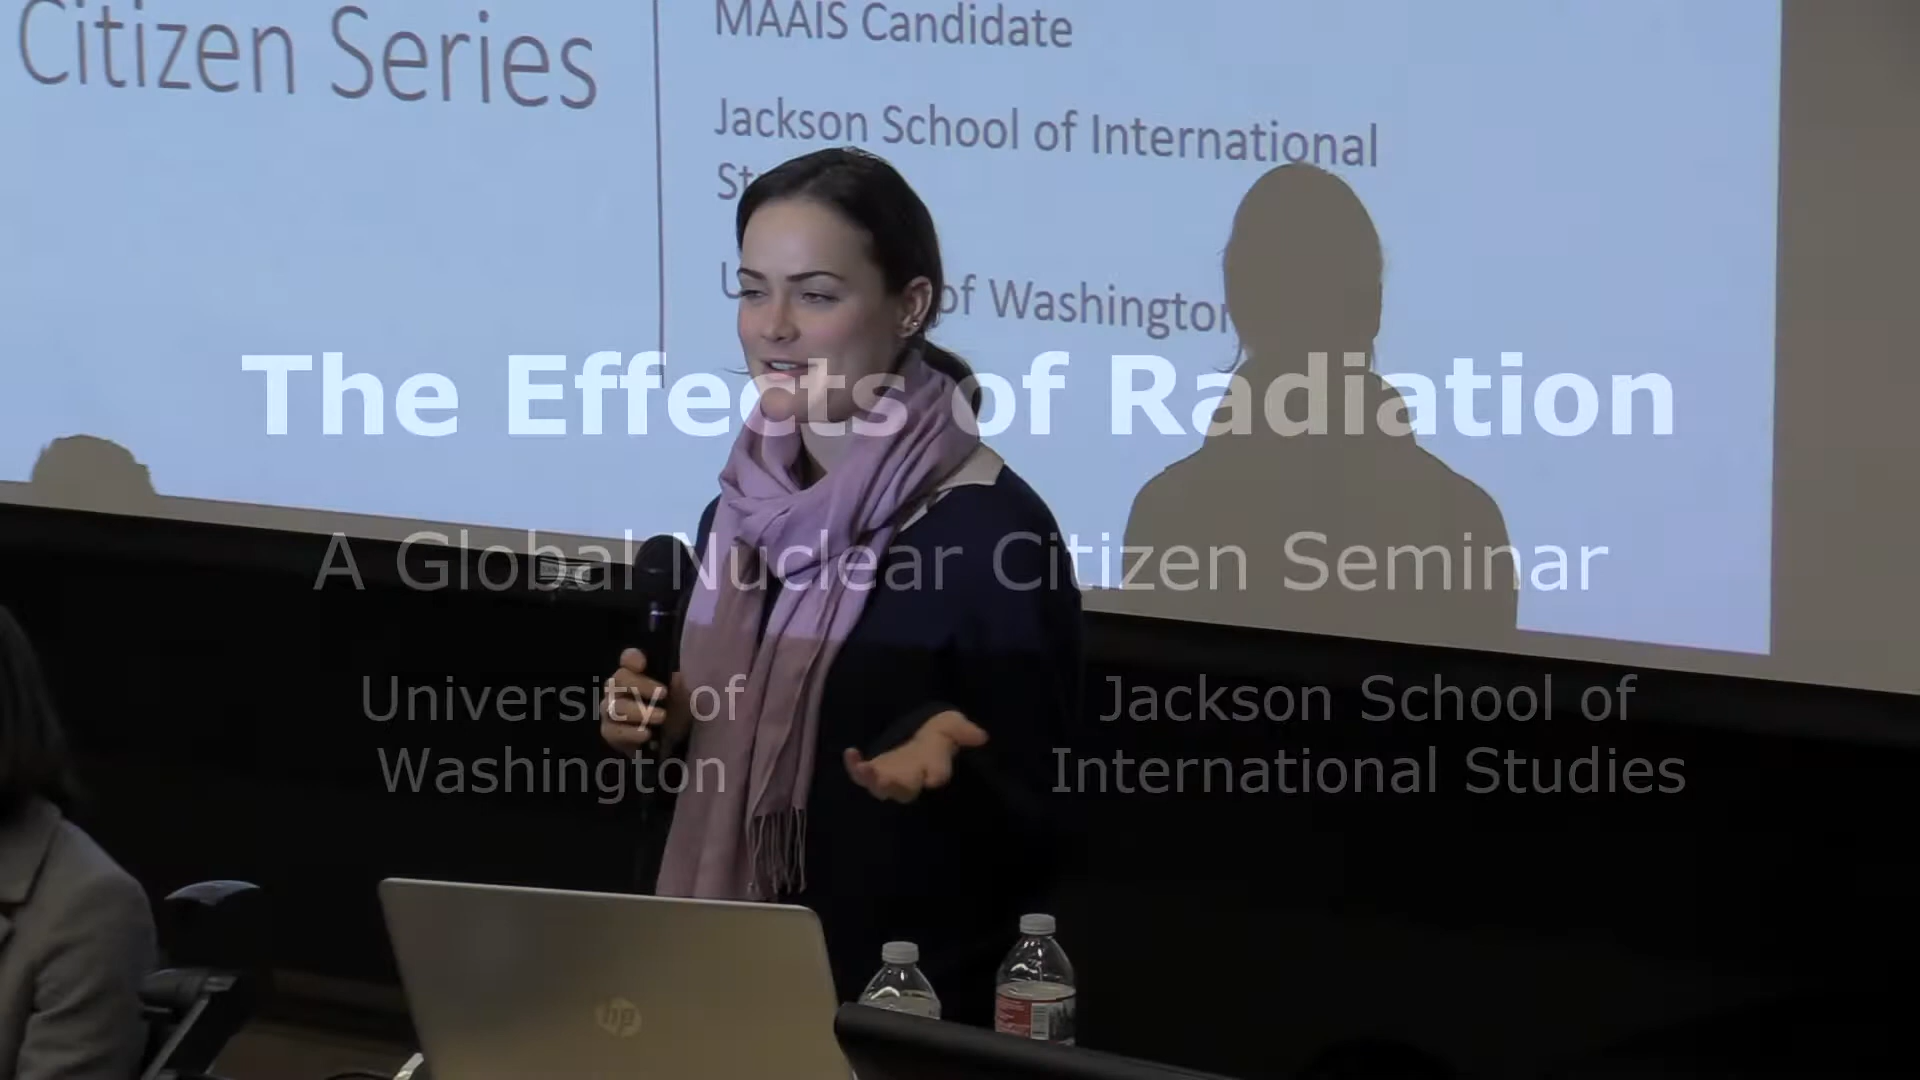 Citizen Series
MAAIS Candidate
Jackson School of International
of Washington
The Effects of Radiation
A Global Nuclear Citizen Seminar
University of
Washington
Jackson School of
International Studies
hp